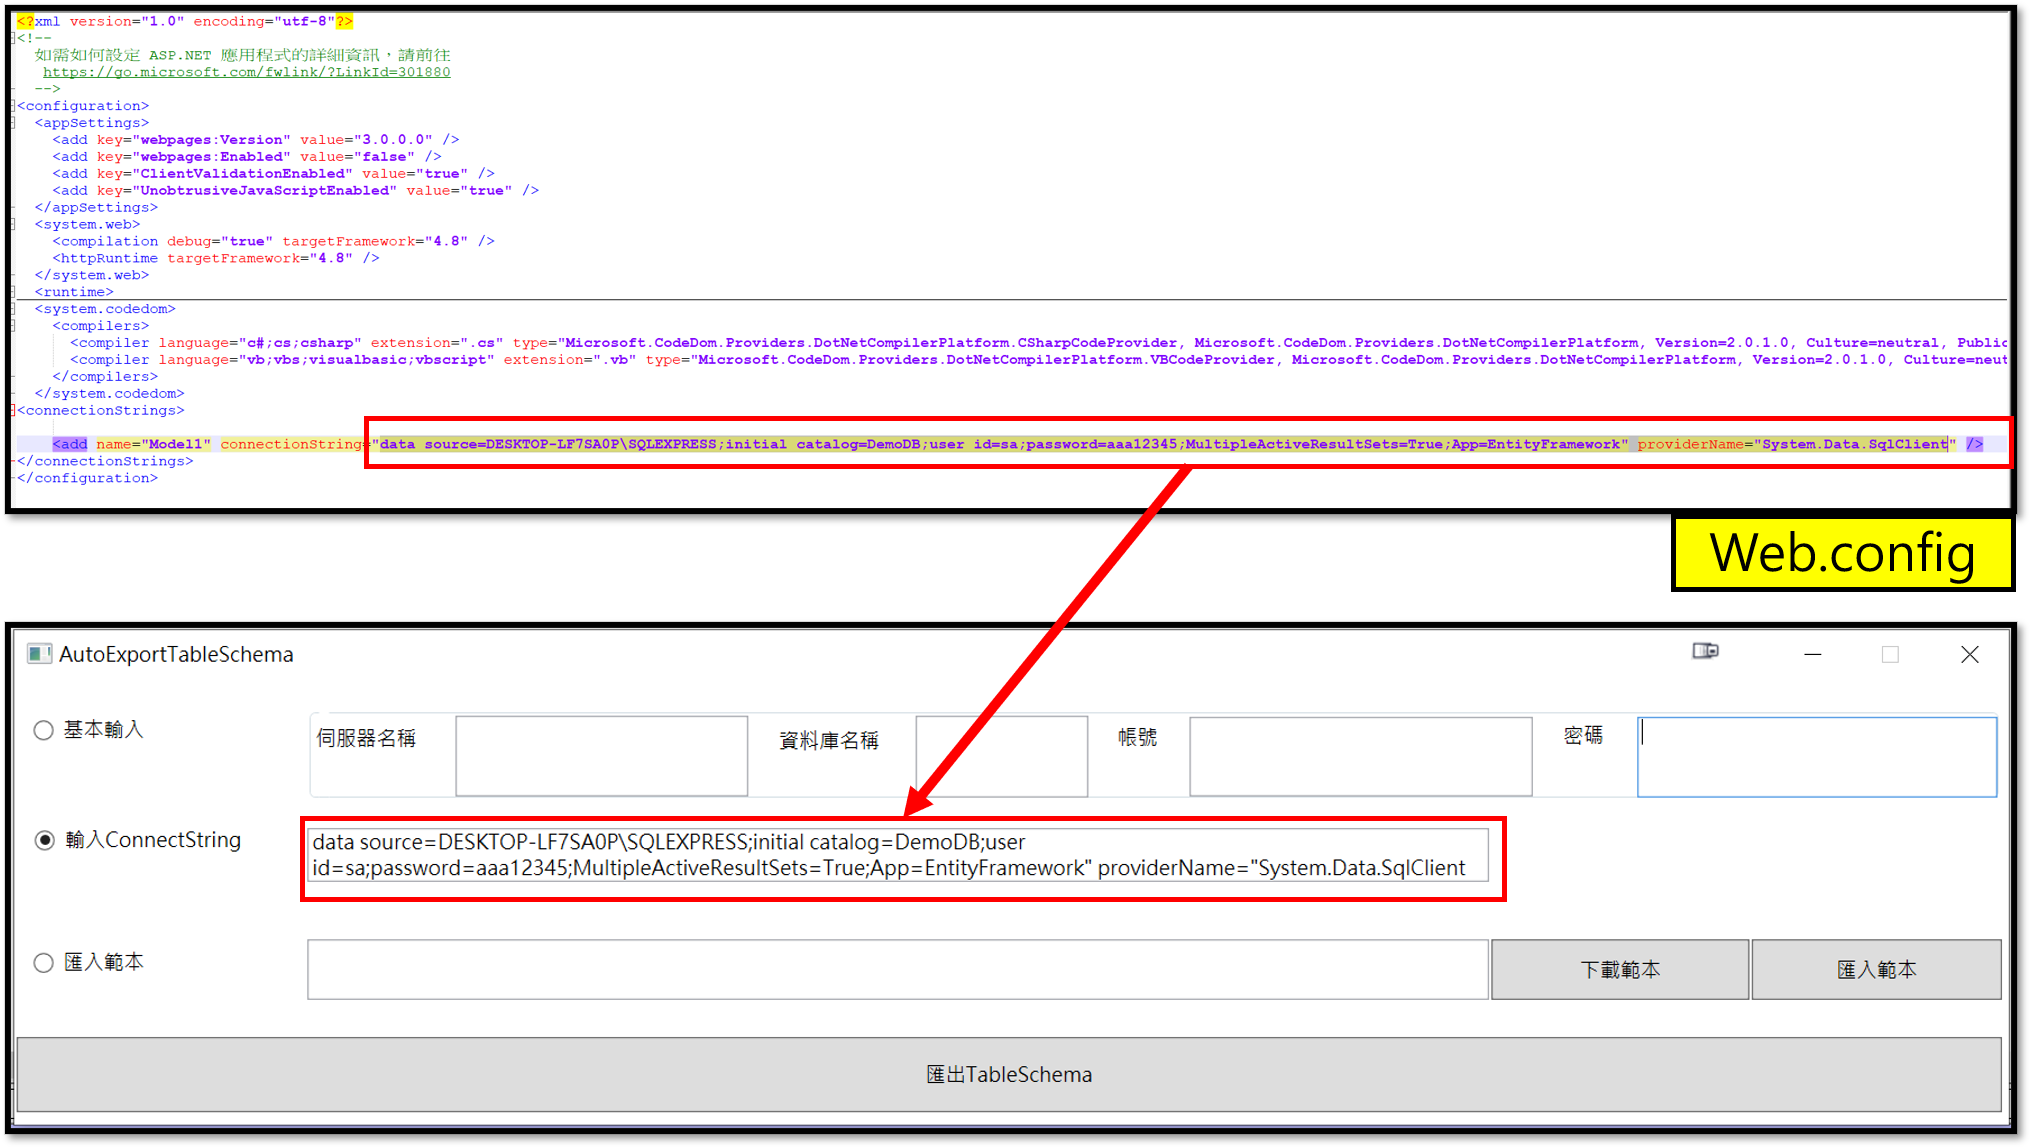 <?xml version="1.0" encoding="utf-8"?>
<!--
如需如何設定 ASP.NET 應用程式的詳細資訊，請前往
https://go.microsoft.com/fwlink/?LinkId=301880
-->
<configuration>
<appSettings>
<add key="webpages:Version" value="3.0.0.0" />
<add key="webpages:Enabled" value="false" />
<add key="ClientValidationEnabled" value="true" />
<add key="UnobtrusiveJavaScriptEnabled" value="true" />
</appSettings>
<system.web>
<compilation debug="true" targetFramework="4.8" />
<httpRuntime targetFramework="4.8" />
</system.web>
<runtime>
<system.codedom>
<compilers>
<compiler language="c#;cs;csharp" extension=".cs" type="Microsoft.CodeDom.Providers.DotNetCompilerPlatform.CSharpCodeProvider, Microsoft.CodeDom.Providers.DotNetCompilerPlatform, Version=2.0.1.0, Culture=neutral, Public
<compiler language="vb;vbs;visualbasic;vbscript" extension=".vb" type="Microsoft.CodeDom.Providers.DotNetCompilerPlatform.VBCodeProvider, Microsoft.CodeDom.Providers.DotNetCompilerPlatform, Version=2.0.1.0, Culture=neut
</compilers>
</system.codedom>
<connectionStrings>
<add name="Model1" connectionString="data source=DESKTOP-LF7SA0P\SQLEXPRESS;initial catalog=DemoDB;user id=sa;password=aaa12345;MultipleActiveResultSets=True;App=EntityFramework" providerName="System.Data.SqlClient" />
</connectionStrings>
</configuration>
Web.config
AutoExportTableSchema
基本輸入 伺服器名稱 資料庫名稱 帳號 密碼
輸入ConnectString
data source=DESKTOP-LF7SA0P\SQLEXPRESS;initial catalog=DemoDB;user
id=sa;password=aaa12345;MultipleActiveResultSets=True;App=EntityFramework" providerName="System.Data.SqlClient
匯入範本 下載範本 匯入範本
匯出TableSchema